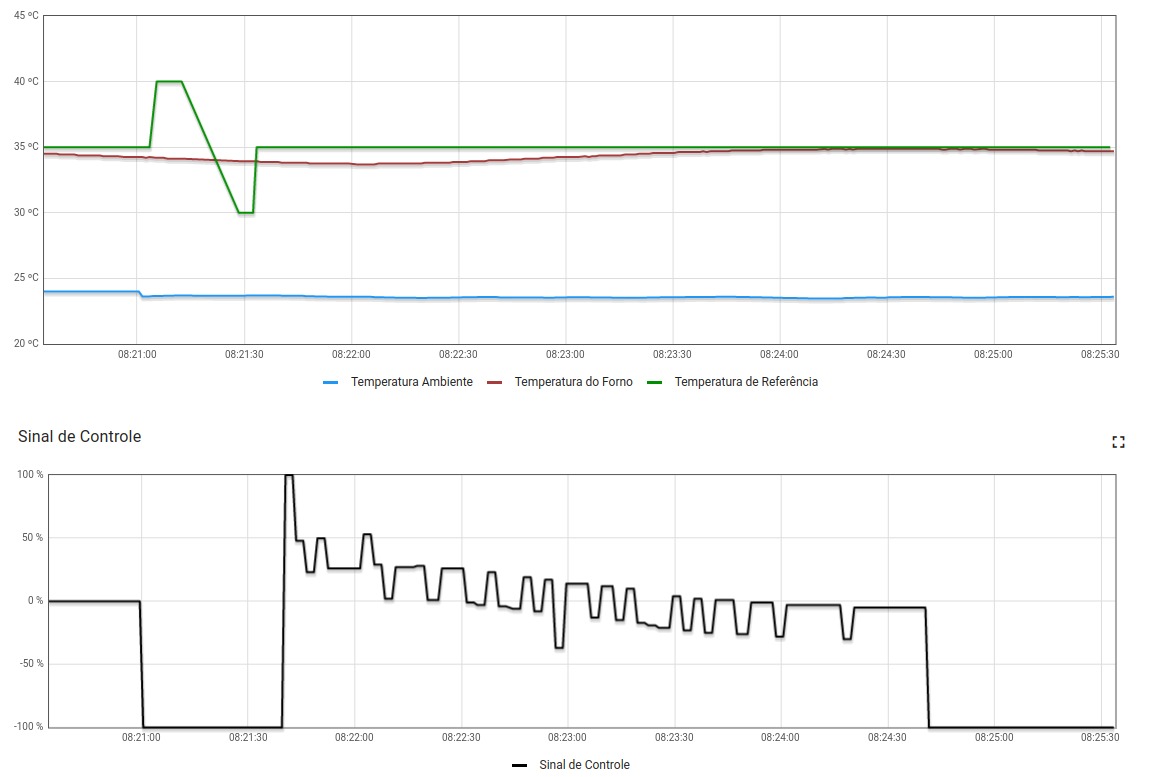 45 ºC
40 ºC
35 ºC
30 ºC
25 ºC
20 ºC
08:21:00 08:21:30 08:22:00 08:22:30 08:23:00 08:23:30 08:24:00 08:24:30 08:25:00 08:25:30
Temperatura Ambiente Temperatura do Forno Temperatura de Referência
Sinal de Controle
100 %
50 %
0 %
-50 %
-100 %
08:21:00 08:21:30 08:22:00 08:22:30 08:23:00 08:23:30 08:24:00 08:24:30 08:25:00 08:25:30
Sinal de Controle